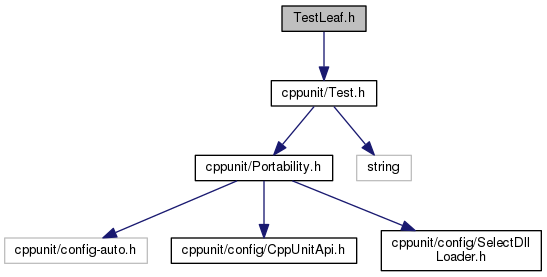 TestLeaf.h
cppunit/Test.h
cppunit/Portability.h
string
cppunit/config-auto.h
cppunit/config/CppUnitApi.h
cppunit/config/SelectDll
Loader.h